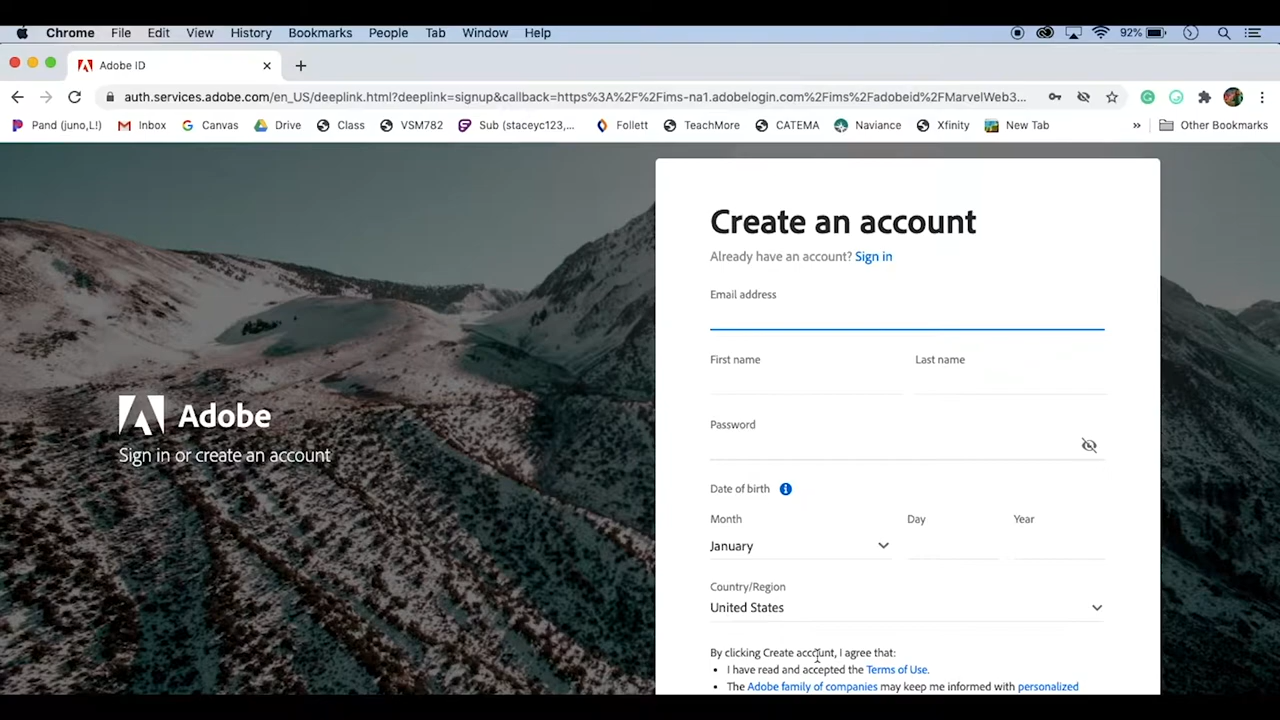 Chrome File Edit View History Bookmarks People Tab Window Help 92%
Adobe ID
auth.services.adobe.com/en_US/deeplink.html?deeplink=signup&callback=https%3A%2F%2Fims-na1.adobelogin.com%2Fims%2Fadobeid%2FMarvelWeb3...
Pand (juno,L!) Inbox Canvas Drive Class VSM782 Sub (staceyc123,... Follett TeachMore CATEMA Naviance Xfinity New Tab » Other Bookmarks
Create an account
Already have an account? Sign in
Email address
First name Last name
Adobe
Sign in or create an account
Password
Date of birth
Month Day Year
January
Country/Region
United States
By clicking Create account, I agree that:
• I have read and accepted the Terms of Use.
• The Adobe family of companies may keep me informed with personalized